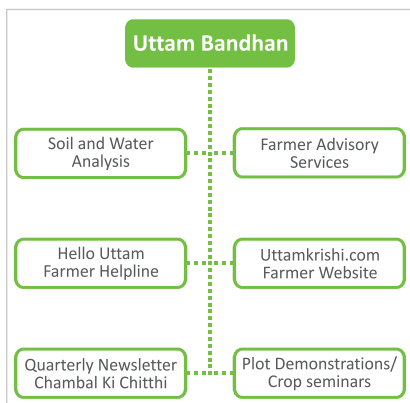 Uttam Bandhan
Soil and Water
Analysis
Farmer Advisory
Services
Hello Uttam
Farmer Helpline
Uttamkrishi.com
Farmer Website
Quarterly Newsletter
Chambal Ki Chitthi
Plot Demonstrations/
Crop seminars